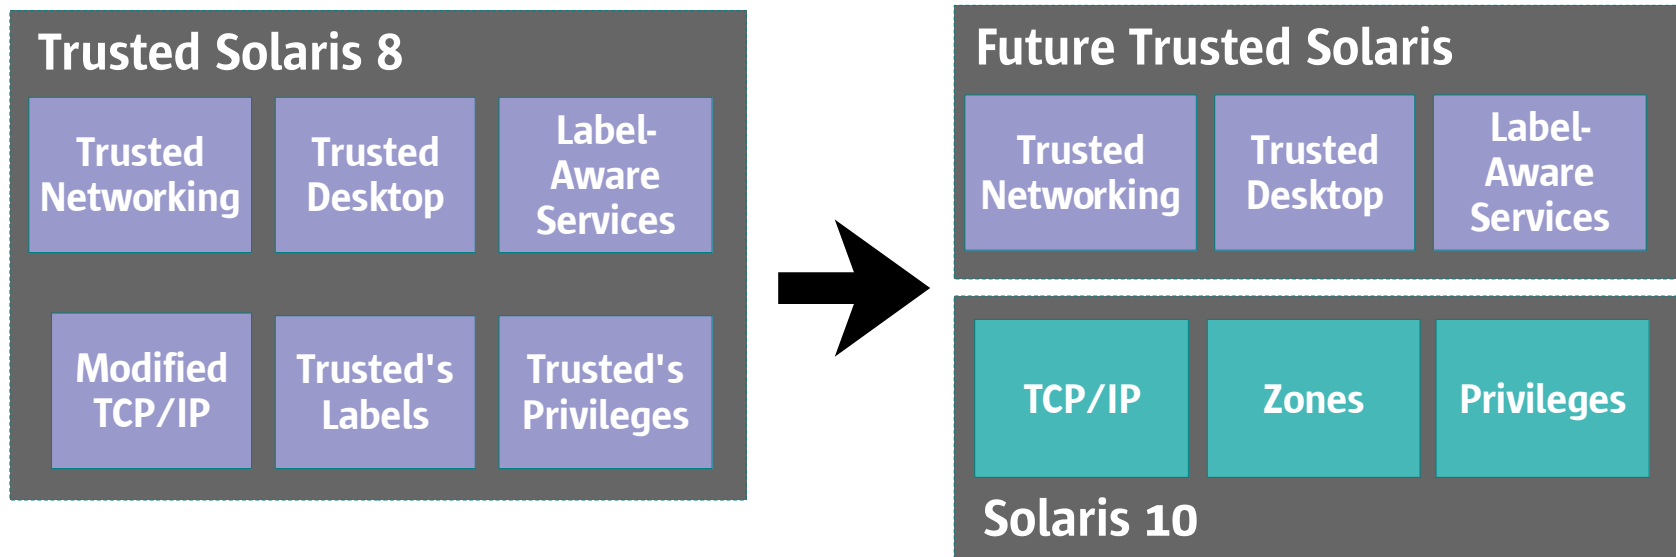 Trusted Solaris 8
Trusted
Networking
Trusted
Desktop
Label-
Aware
Services
Modified
TCP/IP
Trusted's
Labels
Trusted's
Privileges
Future Trusted Solaris
Trusted
Networking
Trusted
Desktop
Label-
Aware
Services
TCP/IP
Zones
Privileges
Solaris 10